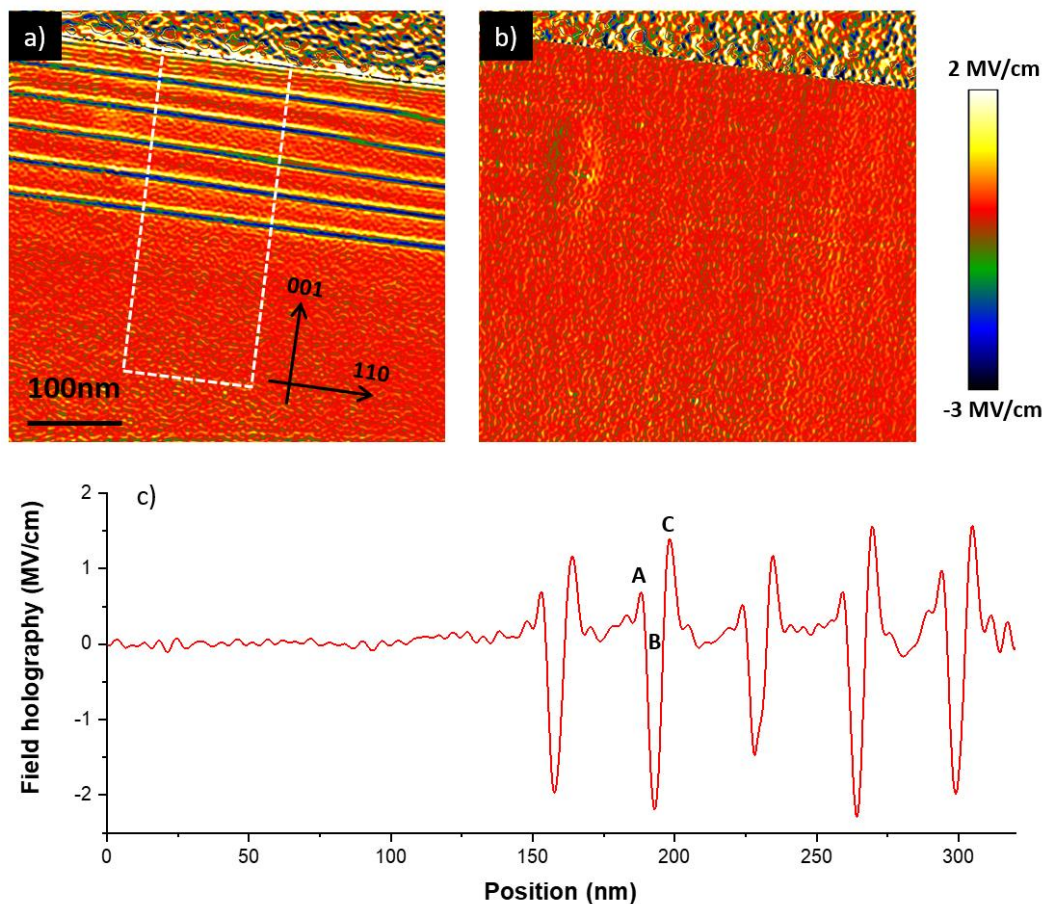 a)
b)
2 MV/cm
-3 MV/cm
001
110
100nm
c)
Field holography (MV/cm)
2
1
0
-1
-2
A
B
C
0
50
100
150
200
250
300
Position (nm)